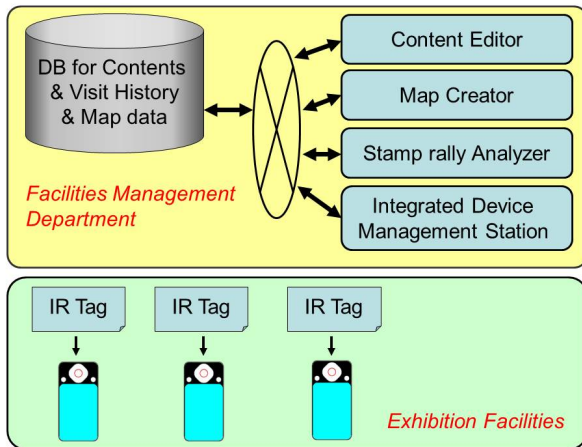 DB for Contents
& Visit History
& Map data
Content Editor
Map Creator
Stamp rally Analyzer
Integrated Device
Management Station
Facilities Management
Department
IR Tag
IR Tag
IR Tag
Exhibition Facilities